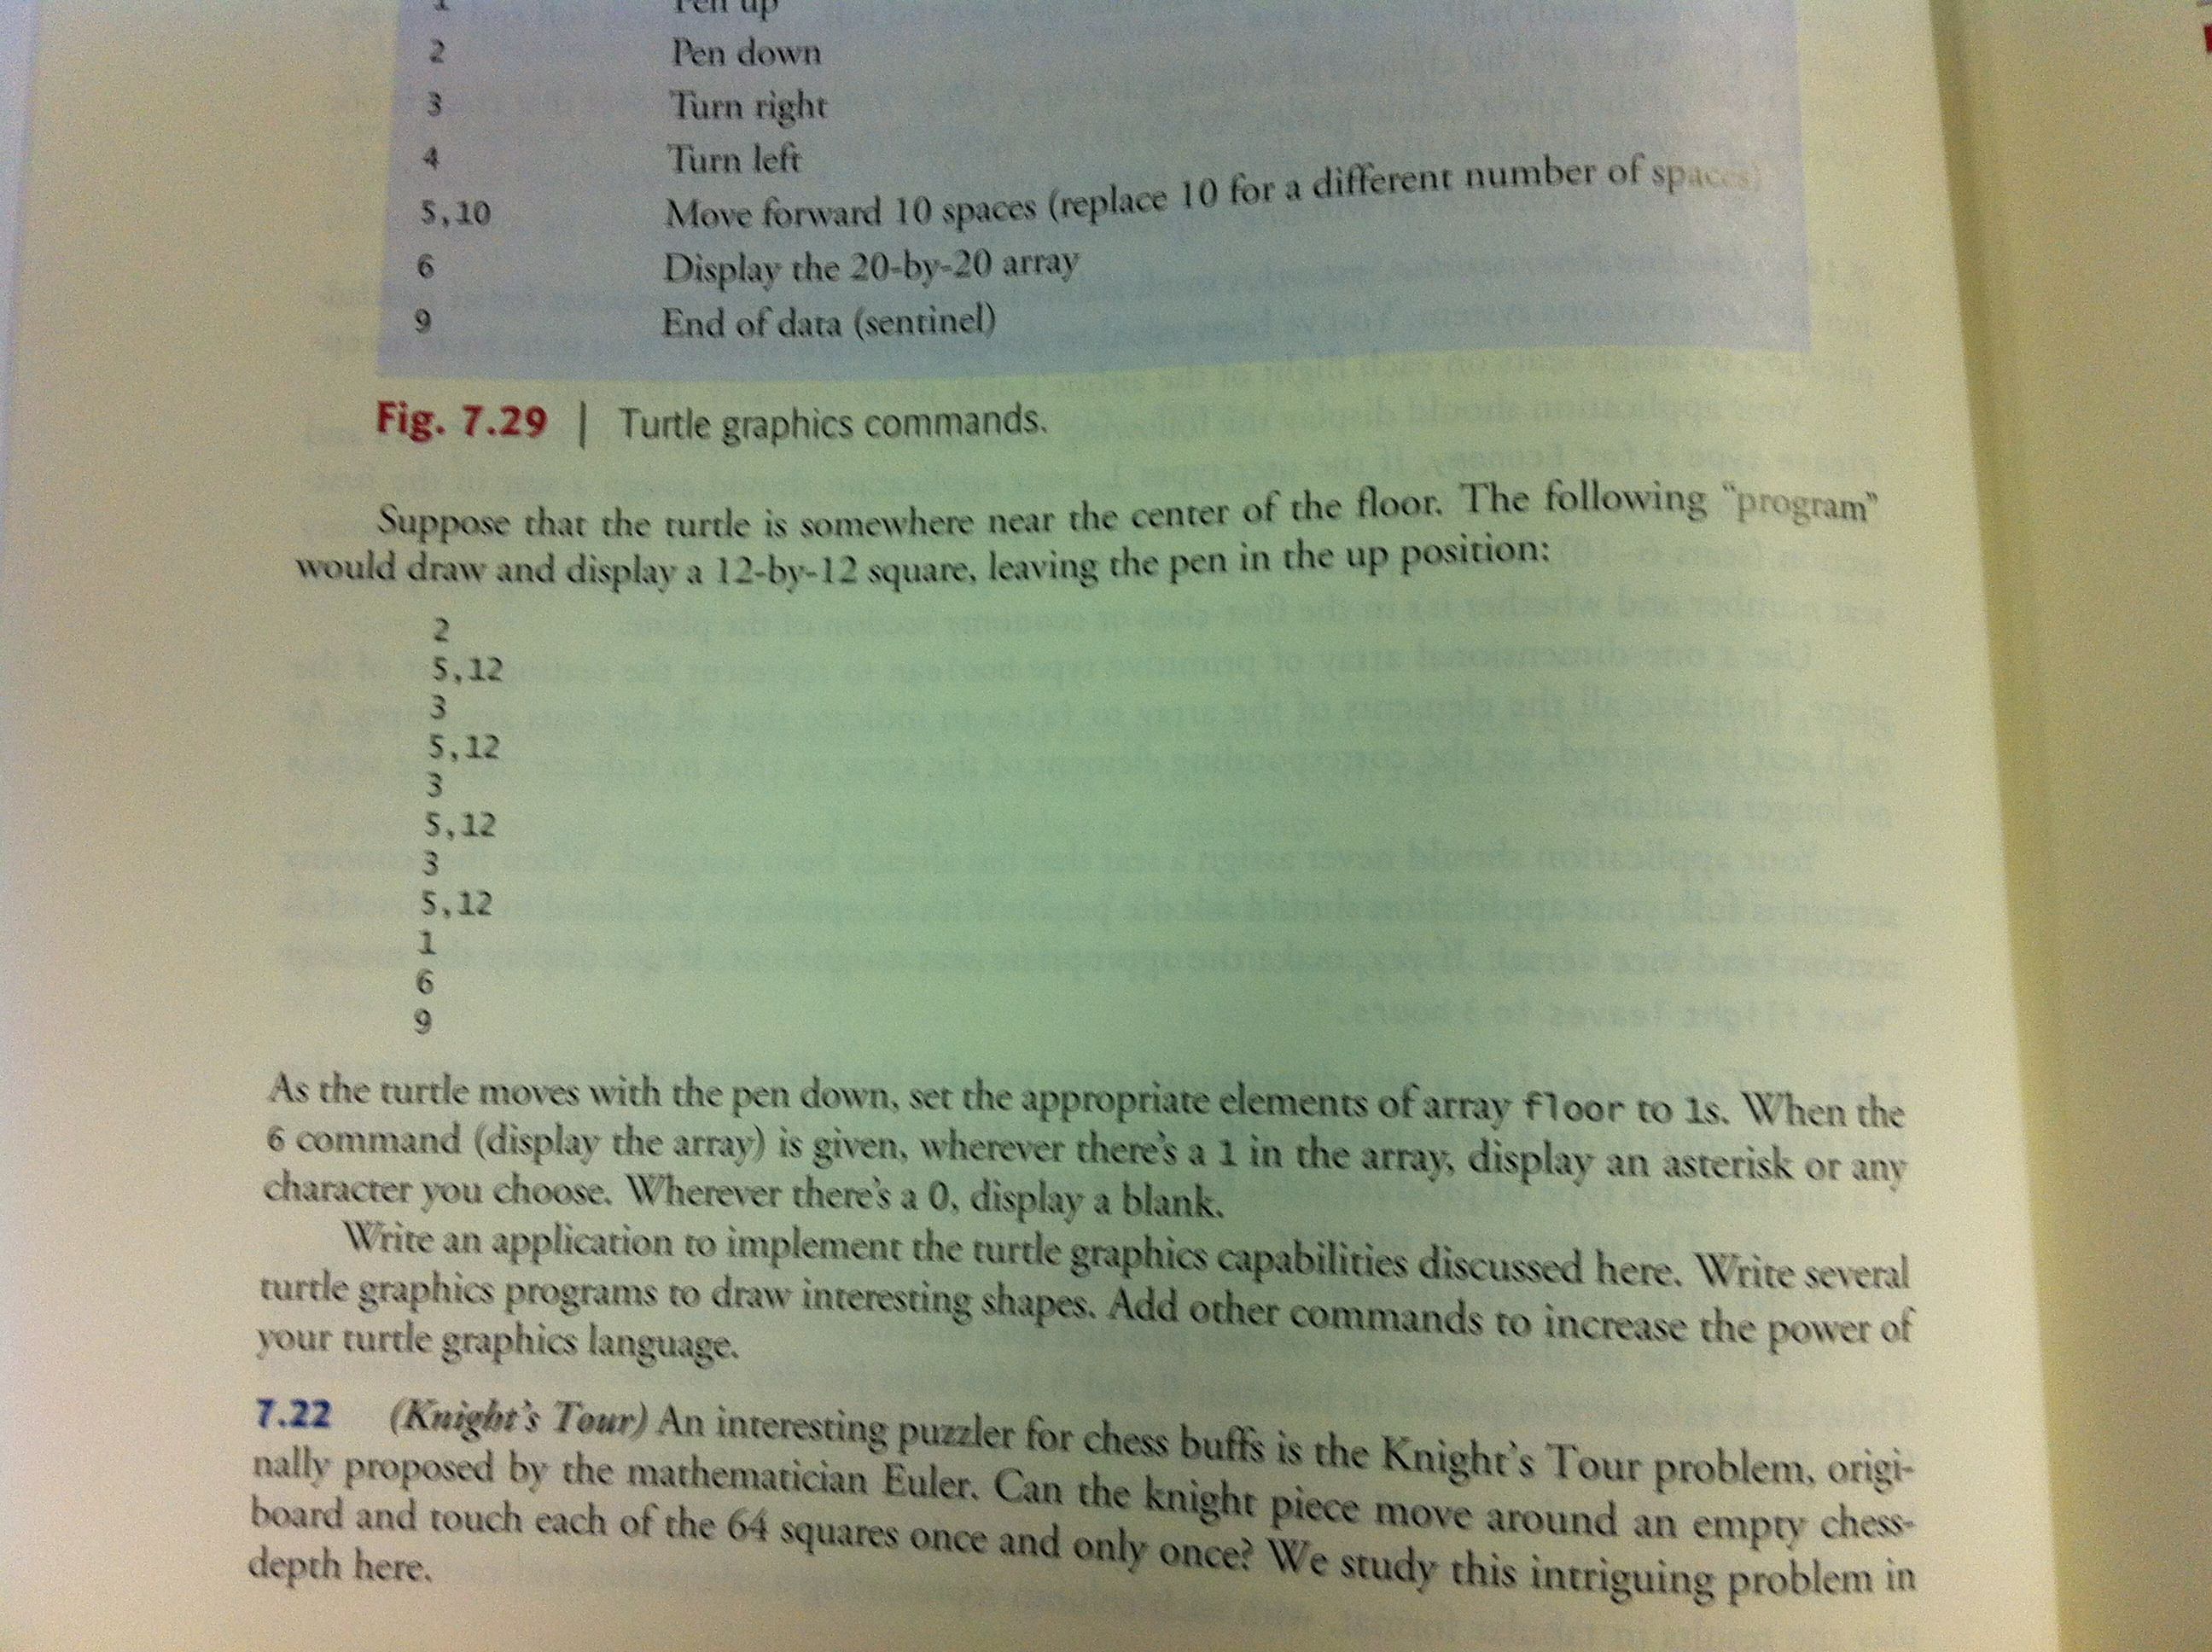 1 Pen up
2 Pen down
3 Turn right
4 Turn left
5,10 Move forward 10 spaces (replace 10 for a different number of spaces)
6 Display the 20-by-20 array
9 End of data (sentinel)
Fig. 7.29 | Turtle graphics commands.
Suppose that the turtle is somewhere near the center of the floor. The following “program”
would draw and display a 12-by-12 square, leaving the pen in the up position:
2
5,12
3
5,12
3
5,12
3
5,12
1
6
9
As the turtle moves with the pen down, set the appropriate elements of array floor to 1s. When the
6 command (display the array) is given, wherever there’s a 1 in the array, display an asterisk or any
character you choose. Wherever there’s a 0, display a blank.
Write an application to implement the turtle graphics capabilities discussed here. Write several
turtle graphics programs to draw interesting shapes. Add other commands to increase the power of
your turtle graphics language.
7.22 (Knight’s Tour) An interesting puzzler for chess buffs is the Knight’s Tour problem, origi-
nally proposed by the mathematician Euler. Can the knight piece move around an empty chess-
board and touch each of the 64 squares once and only once? We study this intriguing problem in
depth here.